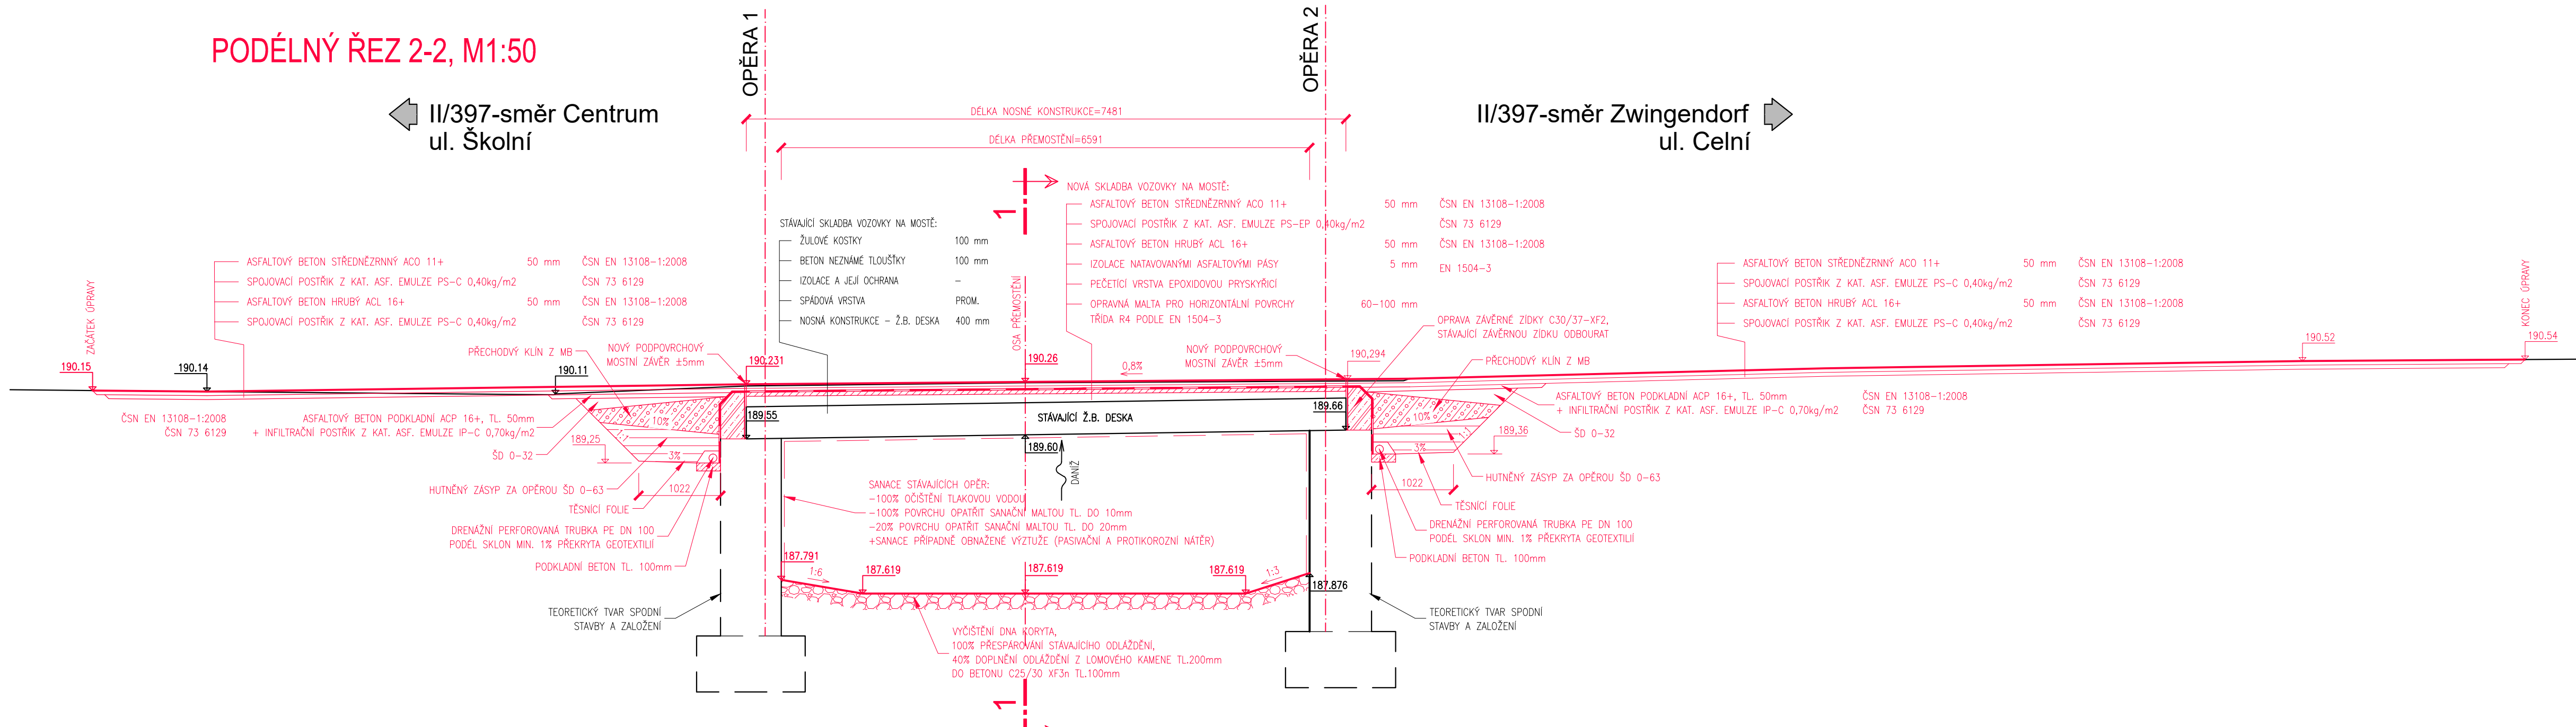 PODÉLNÝ ŘEZ 2-2, M1:50
OPĚRA 1
OPĚRA 2
II/397-směr Centrum
ul. Školní
II/397-směr Zwingendorf
ul. Celní
DÉLKA NOSNÉ KONSTRUKCE=7481
DÉLKA PŘEMOSTĚNÍ=6591
1
NOVÁ SKLADBA VOZOVKY NA MOSTĚ:
ASFALTOVÝ BETON STŘEDNĚZRNNÝ ACO 11+ 50 mm ČSN EN 13108-1:2008
SPOJOVACÍ POSTŘIK Z KAT. ASF. EMULZE PS-EP 0,40kg/m2 ČSN 73 6129
ASFALTOVÝ BETON HRUBÝ ACL 16+ 50 mm ČSN EN 13108-1:2008
IZOLACE NATAVOVANÝMI ASFALTOVÝMI PÁSY 5 mm EN 1504-3
PEČETÍCÍ VRSTVA EPOXIDOVOU PRYSKYŘICÍ
OPRAVNÁ MALTA PRO HORIZONTÁLNÍ POVRCHY 60-100 mm
TŘÍDA R4 PODLE EN 1504-3
STÁVAJÍCÍ SKLADBA VOZOVKY NA MOSTĚ:
ŽULOVÉ KOSTKY 100 mm
BETON NEZNÁMÉ TLOUŠŤKY 100 mm
IZOLACE A JEJÍ OCHRANA -
SPÁDOVÁ VRSTVA PROM.
NOSNÁ KONSTRUKCE - Ž.B. DESKA 400 mm
ASFALTOVÝ BETON STŘEDNĚZRNNÝ ACO 11+ 50 mm ČSN EN 13108-1:2008
SPOJOVACÍ POSTŘIK Z KAT. ASF. EMULZE PS-C 0,40kg/m2 ČSN 73 6129
ASFALTOVÝ BETON HRUBÝ ACL 16+ 50 mm ČSN EN 13108-1:2008
SPOJOVACÍ POSTŘIK Z KAT. ASF. EMULZE PS-C 0,40kg/m2 ČSN 73 6129
ASFALTOVÝ BETON STŘEDNĚZRNNÝ ACO 11+ 50 mm ČSN EN 13108-1:2008
SPOJOVACÍ POSTŘIK Z KAT. ASF. EMULZE PS-C 0,40kg/m2 ČSN 73 6129
ASFALTOVÝ BETON HRUBÝ ACL 16+ 50 mm ČSN EN 13108-1:2008
SPOJOVACÍ POSTŘIK Z KAT. ASF. EMULZE PS-C 0,40kg/m2 ČSN 73 6129
ZAČÁTEK ÚPRAVY
KONEC ÚPRAVY
OSA PŘEMOSTĚNÍ
OPRAVA ZÁVĚRNÉ ZÍDKY C30/37-XF2,
STÁVAJÍCÍ ZÁVĚRNOU ZÍDKU ODBOURAT
PŘECHODVÝ KLÍN Z MB
NOVÝ PODPOVRCHOVÝ
MOSTNÍ ZÁVĚR ±5mm
NOVÝ PODPOVRCHOVÝ
MOSTNÍ ZÁVĚR ±5mm
PŘECHODVÝ KLÍN Z MB
190.15
190.14
190.11
190.231
190.26
0,8%
190,294
190.52
190.54
ČSN EN 13108-1:2008 ASFALTOVÝ BETON PODKLADNÍ ACP 16+, TL. 50mm
ČSN 73 6129 + INFILTRAČNÍ POSTŘIK Z KAT. ASF. EMULZE IP-C 0,70kg/m2
ASFALTOVÝ BETON PODKLADNÍ ACP 16+, TL. 50mm ČSN EN 13108-1:2008
+ INFILTRAČNÍ POSTŘIK Z KAT. ASF. EMULZE IP-C 0,70kg/m2 ČSN 73 6129
189.55
STÁVAJÍCÍ Ž.B. DESKA
189.66
10%
1:1
189,25
3%
1022
10%
1:1
189,36
3%
1022
189.60
DANÍŽ
ŠD 0-32
HUTNĚNÝ ZÁSYP ZA OPĚROU ŠD 0-63
TĚSNÍCÍ FOLIE
DRENÁŽNÍ PERFOROVANÁ TRUBKA PE DN 100
PODÉL SKLON MIN. 1% PŘEKRYTA GEOTEXTILIÍ
PODKLADNÍ BETON TL. 100mm
ŠD 0-32
HUTNĚNÝ ZÁSYP ZA OPĚROU ŠD 0-63
TĚSNÍCÍ FOLIE
DRENÁŽNÍ PERFOROVANÁ TRUBKA PE DN 100
PODÉL SKLON MIN. 1% PŘEKRYTA GEOTEXTILIÍ
PODKLADNÍ BETON TL. 100mm
SANACE STÁVAJÍCÍCH OPĚR:
-100% OČIŠTĚNÍ TLAKOVOU VODOU
-100% POVRCHU OPATŘIT SANAČNÍ MALTOU TL. DO 10mm
-20% POVRCHU OPATŘIT SANAČNÍ MALTOU TL. DO 20mm
+SANACE PŘÍPADNĚ OBNAŽENÉ VÝZTUŽE (PASIVAČNÍ A PROTIKOROZNÍ NÁTĚR)
187.791
1:6
187.619
187.619
187.619
1:3
187.876
TEORETICKÝ TVAR SPODNÍ
STAVBY A ZALOŽENÍ
TEORETICKÝ TVAR SPODNÍ
STAVBY A ZALOŽENÍ
VYČIŠTĚNÍ DNA KORYTA,
100% PŘESPÁROVÁNÍ STÁVAJÍCÍHO ODLÁŽDĚNÍ,
40% DOPLNĚNÍ ODLÁŽDĚNÍ Z LOMOVÉHO KAMENE TL.200mm
DO BETONU C25/30 XF3n TL.100mm
1